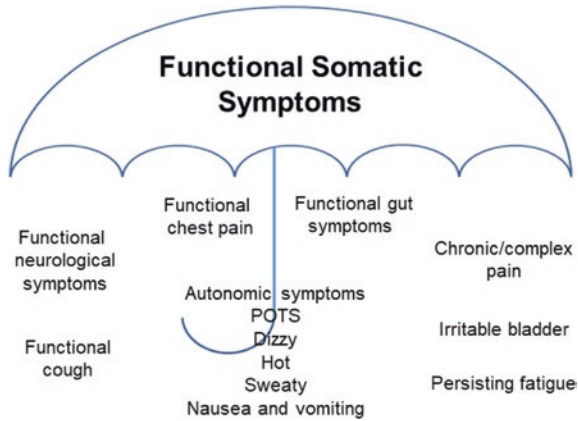 Functional Somatic
Symptoms
Functional
chest pain
Functional gut
symptoms
Functional
neurological
symptoms
Chronic/complex
pain
Autonomic symptoms
POTS
Dizzy
Hot
Sweaty
Nausea and vomiting
Functional
cough
Irritable bladder
Persisting fatigue